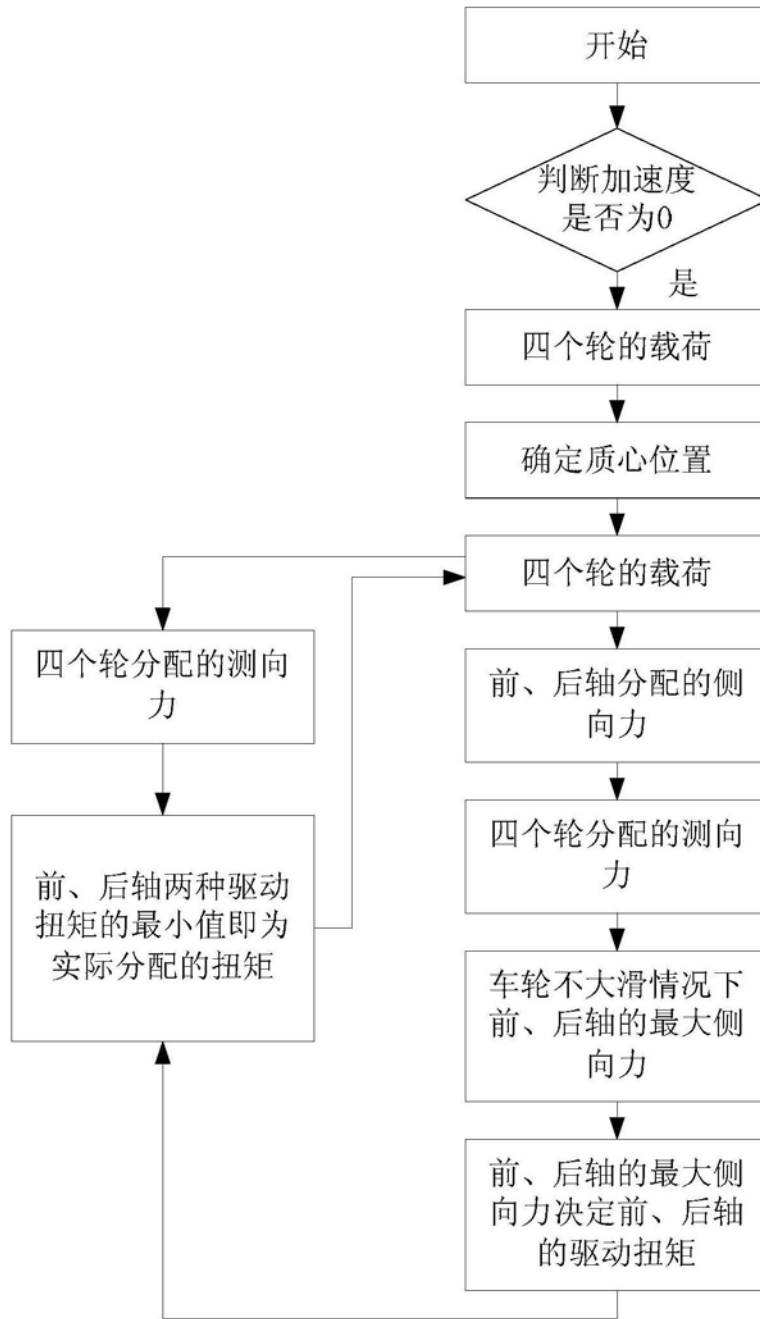 开始
判断加速度
是否为0
是
四个轮的载荷
确定质心位置
四个轮的载荷
前、后轴分配的侧
向力
四个轮分配的测向
力
车轮不大滑情况下
前、后轴的最大侧
向力
前、后轴的最大侧
向力决定前、后轴
的驱动扭矩
四个轮分配的测向
力
前、后轴两种驱动
扭矩的最小值即为
实际分配的扭矩